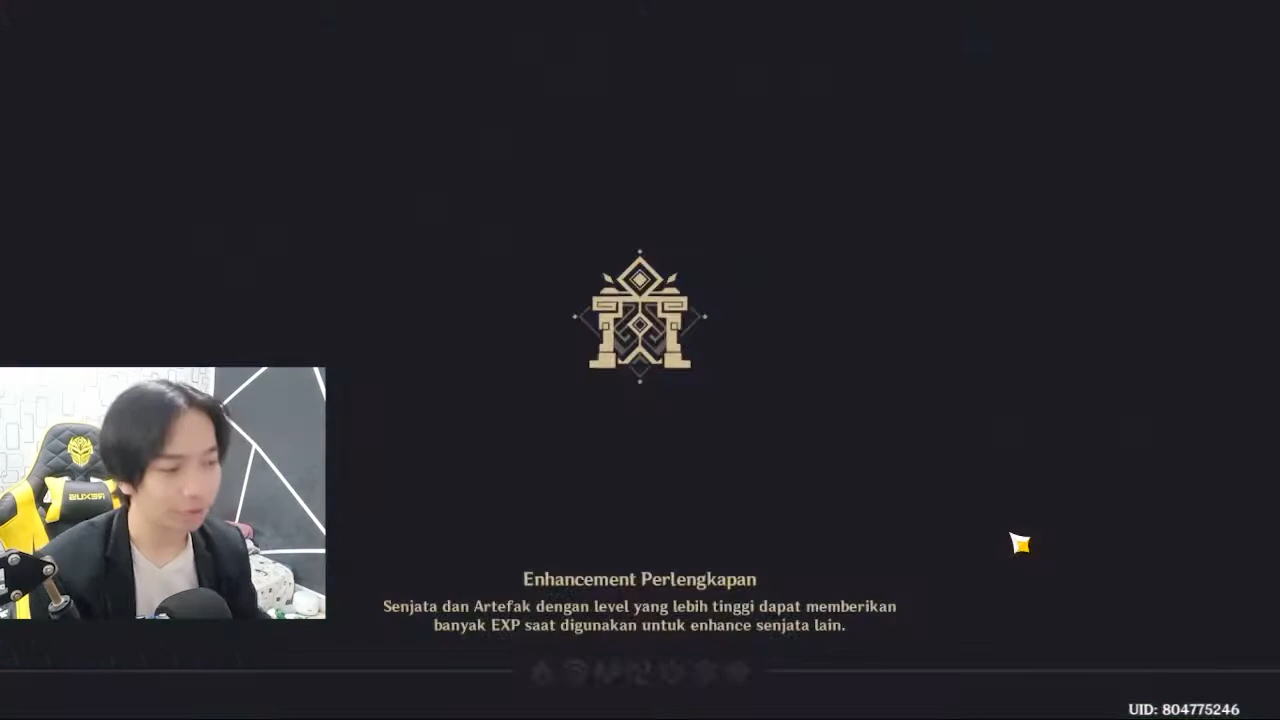 Enhancement Perlengkapan
Senjata dan Artefak dengan level yang lebih tinggi dapat memberikan
banyak EXP saat digunakan untuk enhance senjata lain.
UID: 804775246